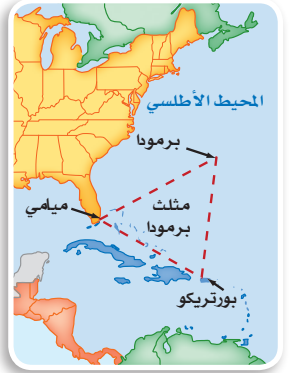 المحيط الأطلسي
برمودا
مثلث
برمودا
ميامي
بورتريكو